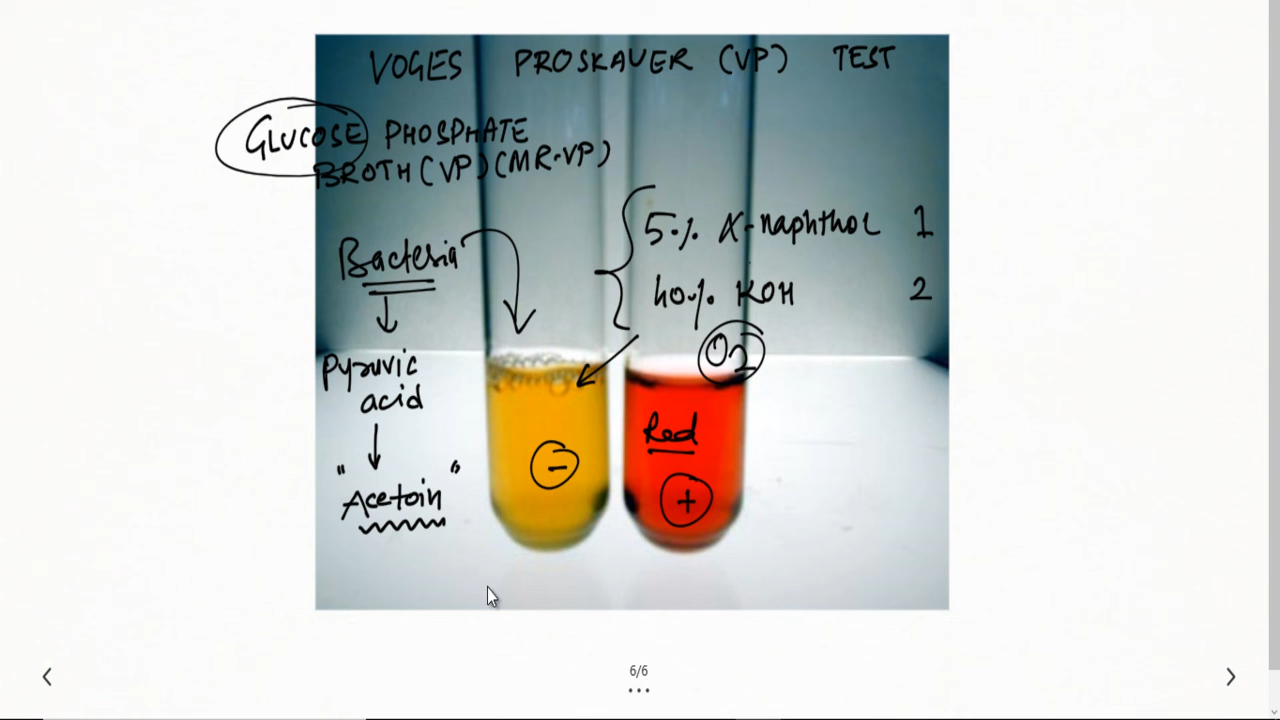 VOGES PROSKAUER (VP) TEST
GLUCOSE PHOSPHATE
BROTH (VP) (MR-VP)
5% α-naphthol 1
Bacteria
40% KOH 2
O2
Pyruvic
acid
Red
"Acetoin"
−
+
6/6